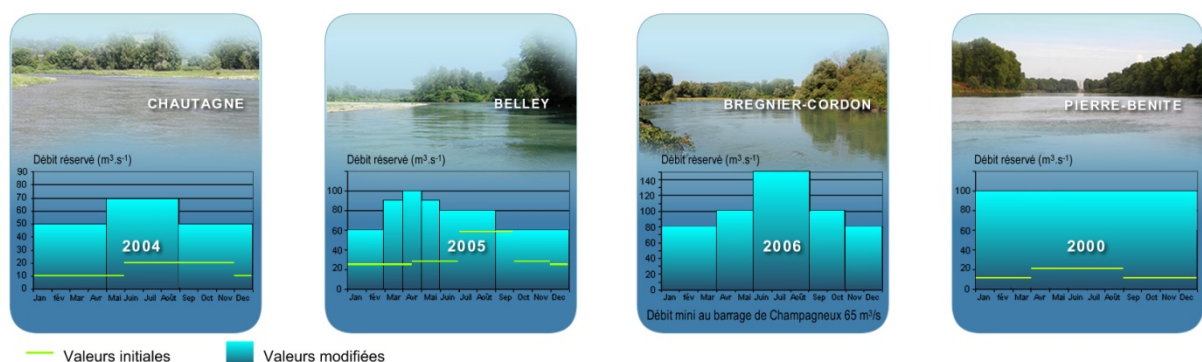 CHAUTAGNE
Débit réservé (m³.s⁻¹)
90
80
70
60
50
40
30
20
10
0
2004
Jan fév Mar Avr Mai Juin Juil Août Sep Oct Nov Dec
BELLEY
Débit réservé (m³.s⁻¹)
100
80
60
40
20
0
2005
Jan fév Mar Avr Mai Juin Juil Août Sep Oct Nov Dec
BREGNIER-CORDON
Débit réservé (m³.s⁻¹)
140
120
100
80
60
40
20
0
2006
Jan fév Mar Avr Mai Juin Juil Août Sep Oct Nov Dec
Débit mini au barrage de Champagneux 65 m³/s
PIERRE-BENITE
Débit réservé (m³.s⁻¹)
100
80
60
40
20
0
2000
Jan fév Mar Avr Mai Juin Juil Août Sep Oct Nov Dec
Valeurs initiales
Valeurs modifiées